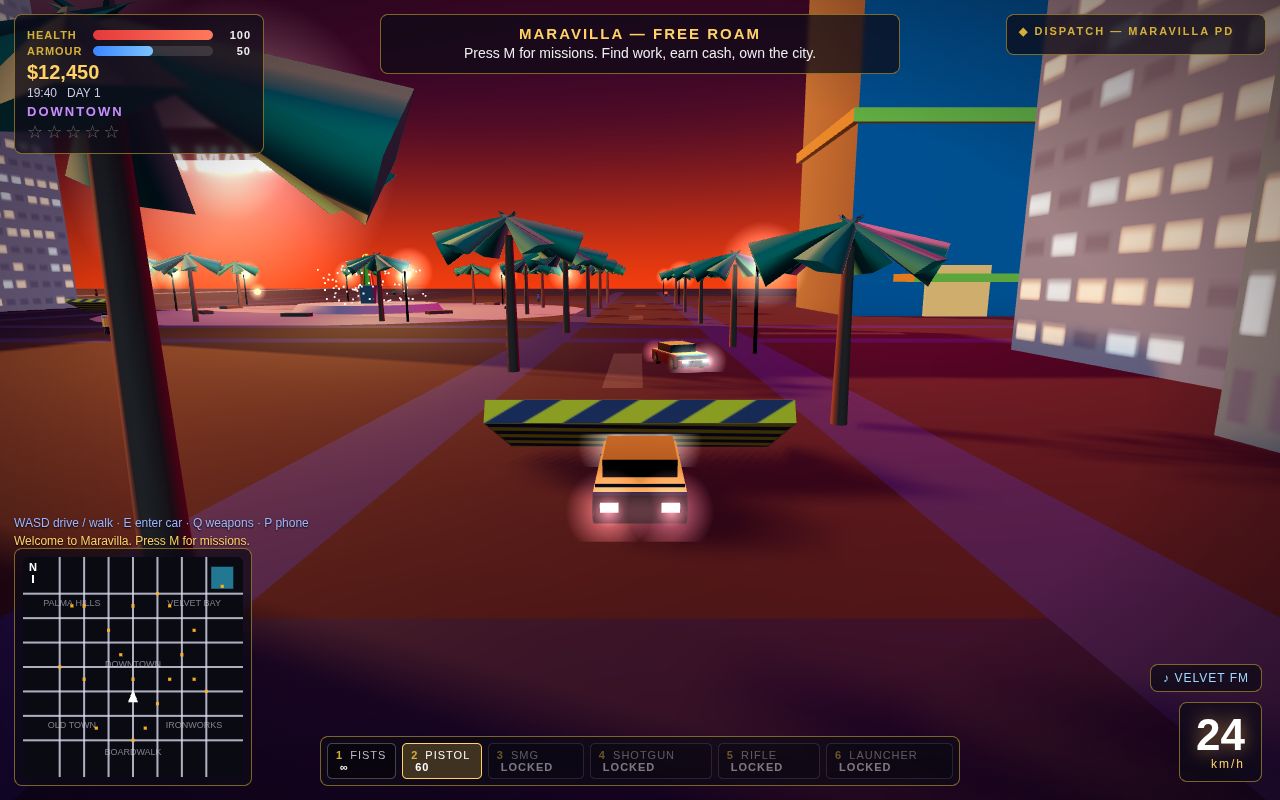 HEALTH 100
ARMOUR 50
$12,450
19:40 DAY 1
DOWNTOWN
MARAVILLA — FREE ROAM
Press M for missions. Find work, earn cash, own the city.
◆ DISPATCH — MARAVILLA PD
WASD drive / walk · E enter car · Q weapons · P phone
Welcome to Maravilla. Press M for missions.
N
PALMA HILLS VELVET BAY
DOWNTOWN
OLD TOWN IRONWORKS
BOARDWALK
1 FISTS
∞
2 PISTOL
60
3 SMG
LOCKED
4 SHOTGUN
LOCKED
5 RIFLE
LOCKED
6 LAUNCHER
LOCKED
♪ VELVET FM
24
km/h